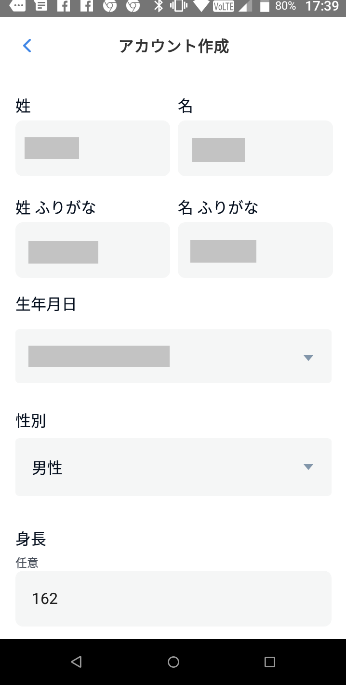 VoLTE 80% 17:39
アカウント作成
姓 名
姓 ふりがな 名 ふりがな
生年月日
性別
男性
身長
任意
162